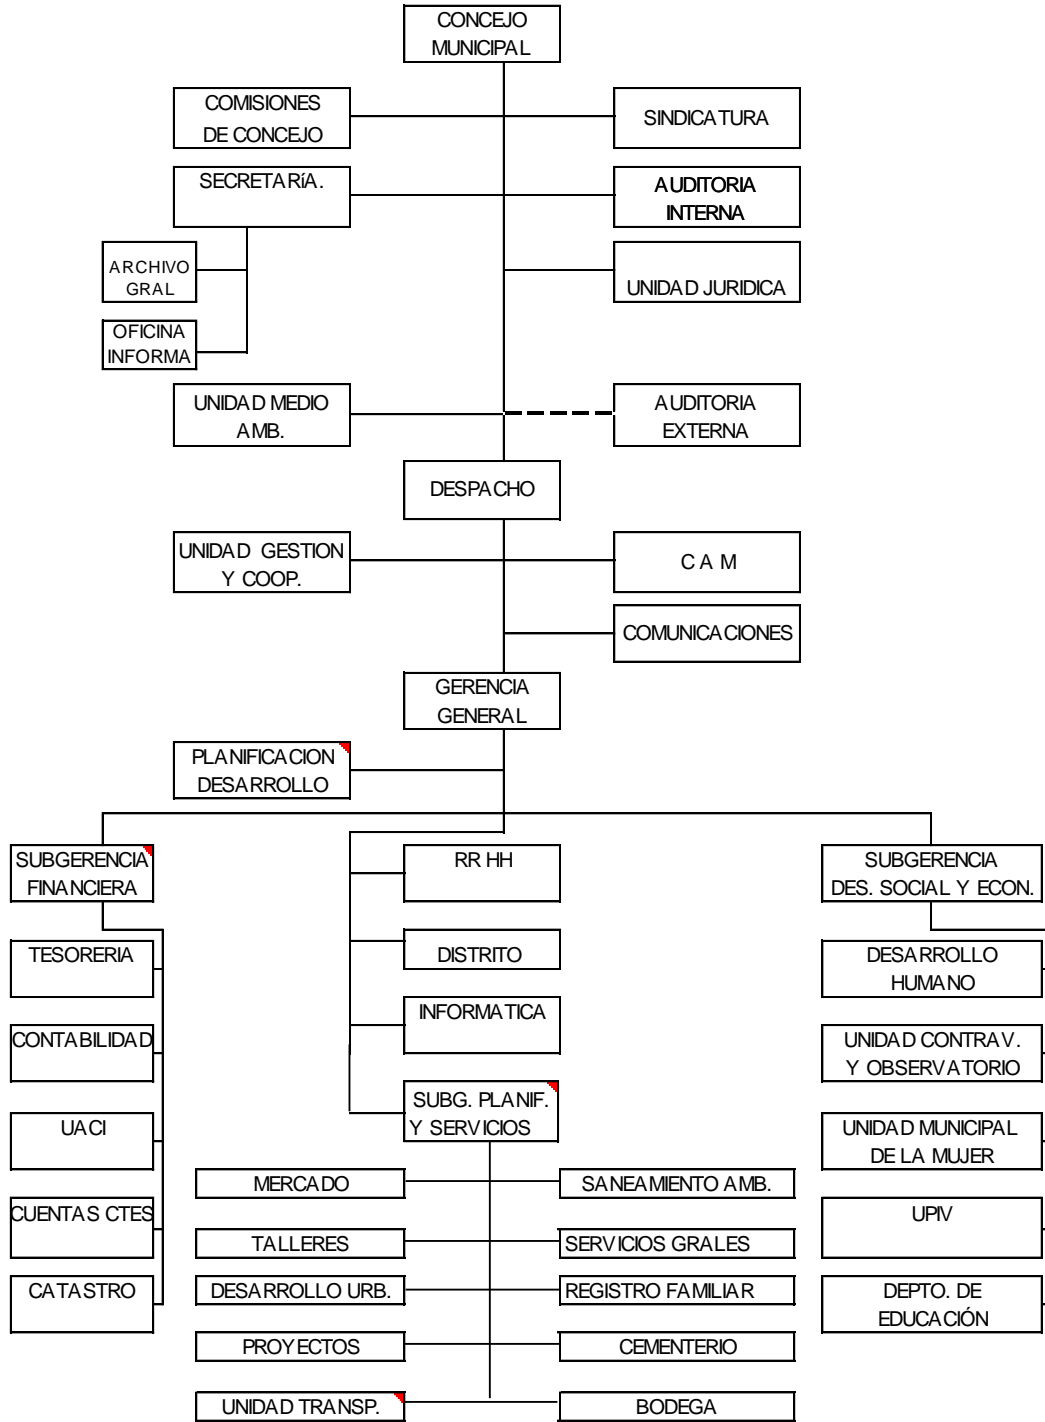 CONCEJO
MUNICIPAL
COMISIONES
DE CONCEJO
SINDICATURA
SECRETARíA.
AUDITORIA
INTERNA
ARCHIVO
GRAL
UNIDAD JURIDICA
OFICINA
INFORMA
UNIDAD MEDIO
AMB.
AUDITORIA
EXTERNA
DESPACHO
UNIDAD GESTION
Y COOP.
C A M
COMUNICACIONES
GERENCIA
GENERAL
PLANIFICACION
DESARROLLO
SUBGERENCIA
FINANCIERA
RR HH
SUBGERENCIA
DES. SOCIAL Y ECON.
TESORERIA
DISTRITO
DESARROLLO
HUMANO
CONTABILIDAD
INFORMATICA
UNIDAD CONTRAV.
Y OBSERVATORIO
UACI
SUBG. PLANIF.
Y SERVICIOS
UNIDAD MUNICIPAL
DE LA MUJER
MERCADO
SANEAMIENTO AMB.
CUENTAS CTES
UPIV
TALLERES
SERVICIOS GRALES
CATASTRO
DESARROLLO URB.
REGISTRO FAMILIAR
DEPTO. DE
EDUCACIÓN
PROYECTOS
CEMENTERIO
UNIDAD TRANSP.
BODEGA